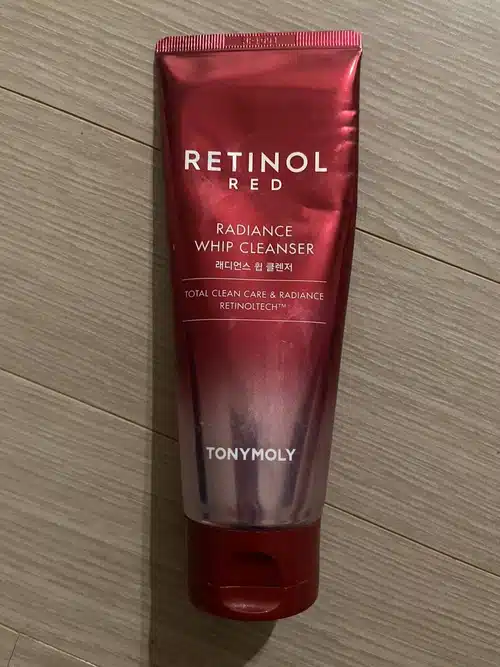 RETINOL
RED
RADIANCE
WHIP CLEANSER
래디언스 휩 클렌저
TOTAL CLEAN CARE & RADIANCE
RETINOLTECH™
TONYMOLY